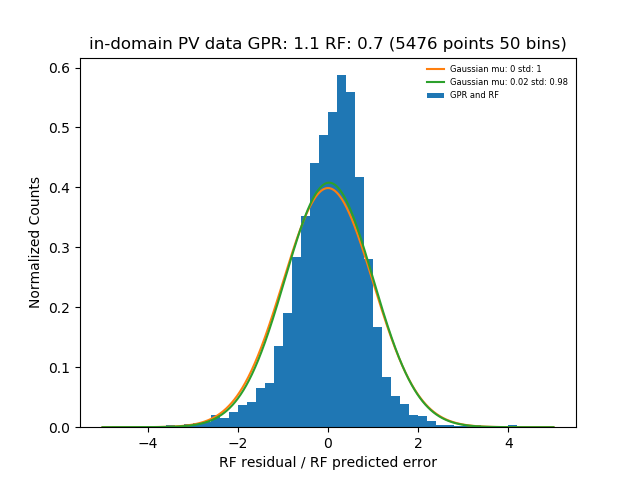 in-domain PV data GPR: 1.1 RF: 0.7 (5476 points 50 bins)
Gaussian mu: 0 std: 1
Gaussian mu: 0.02 std: 0.98
GPR and RF
0.6
0.5
0.4
0.3
0.2
0.1
0.0
Normalized Counts
−4 −2 0 2 4
RF residual / RF predicted error